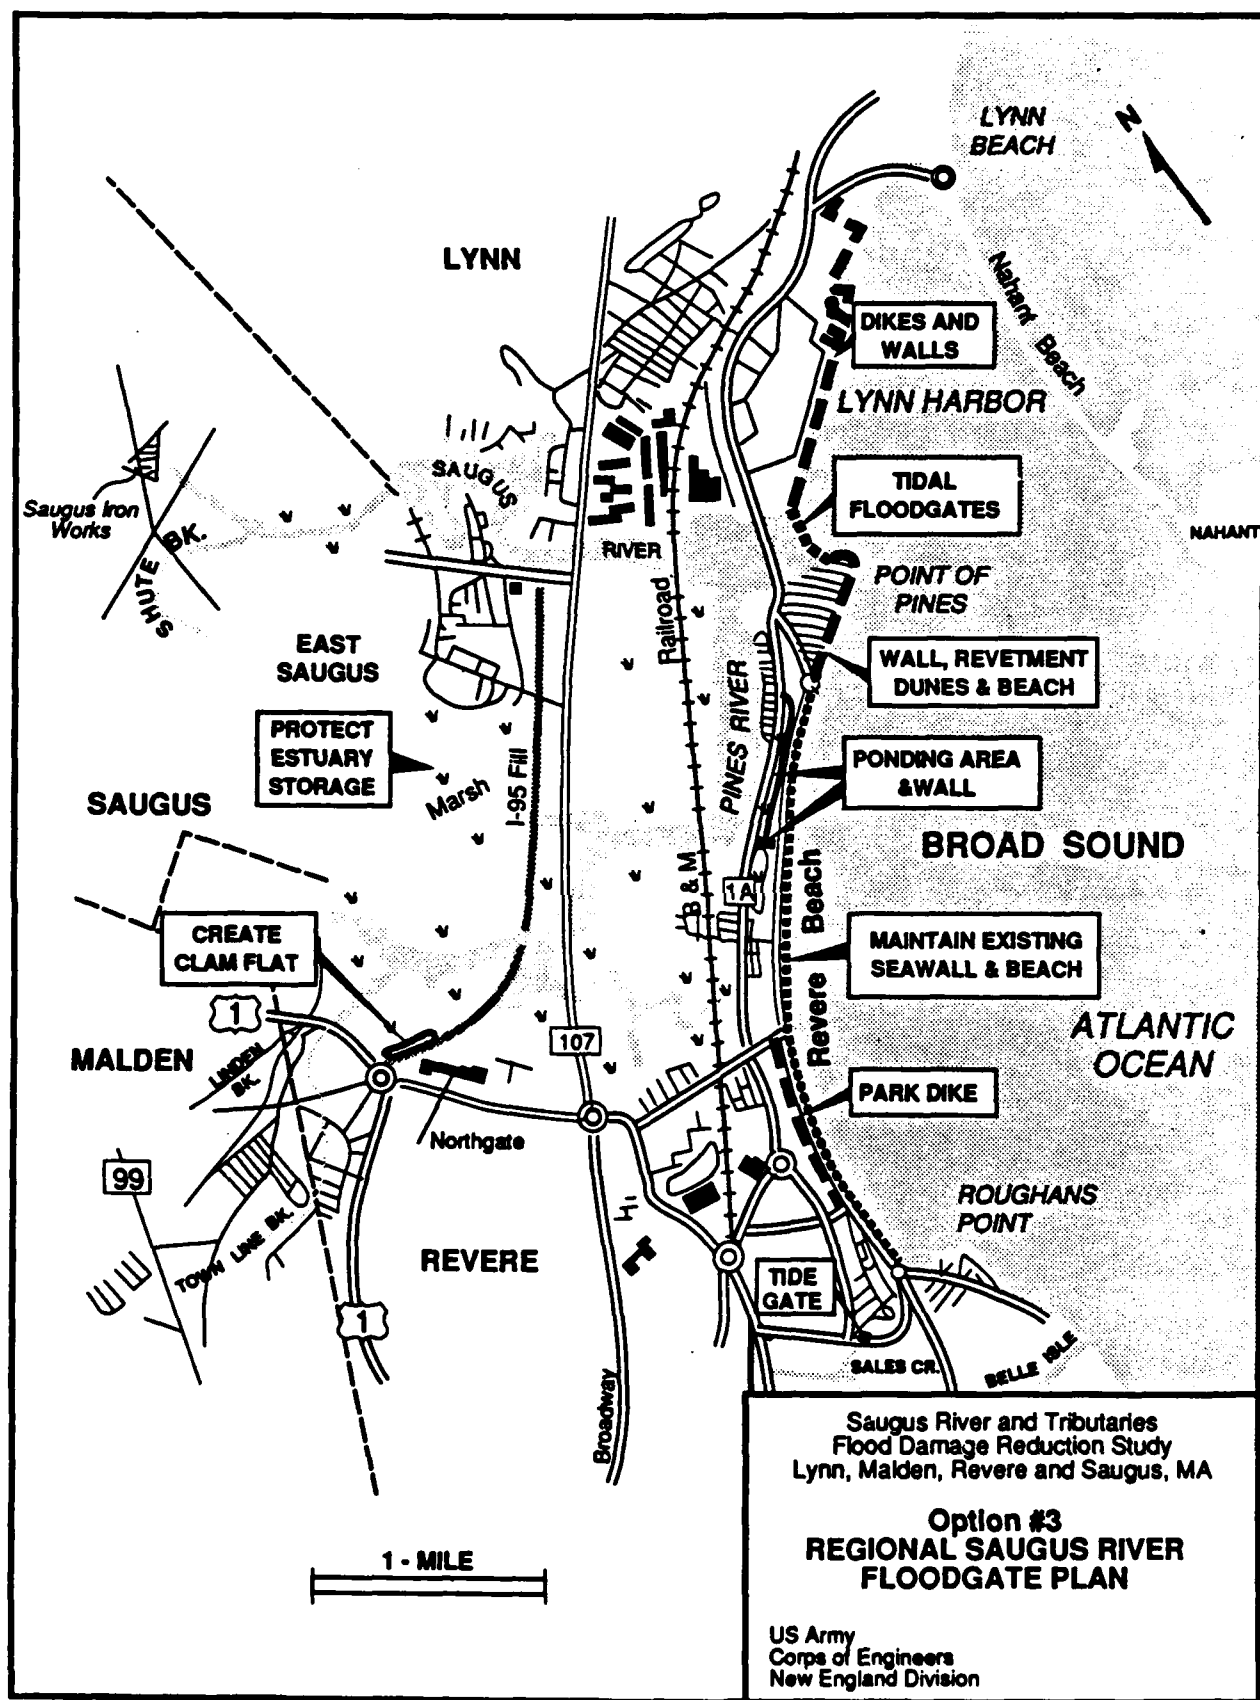 LYNN
BEACH
N
LYNN
Nahant Beach
DIKES AND
WALLS
LYNN HARBOR
SAUGUS
TIDAL
FLOODGATES
Saugus Iron
Works
BK.
SHUTE
RIVER
NAHANT
POINT OF
PINES
Railroad
EAST
SAUGUS
WALL, REVETMENT
DUNES & BEACH
PROTECT
ESTUARY
STORAGE
PINES RIVER
I-95 Fill
Marsh
PONDING AREA
&WALL
SAUGUS
BROAD SOUND
B & M
1A
Revere Beach
CREATE
CLAM FLAT
MAINTAIN EXISTING
SEAWALL & BEACH
1
ATLANTIC
OCEAN
107
MALDEN
LINDEN
BK.
PARK DIKE
Northgate
99
ROUGHANS
POINT
TOWN LINE BK.
REVERE
TIDE
GATE
1
SALES CR.
BELLE ISLE
Broadway
Saugus River and Tributaries
Flood Damage Reduction Study
Lynn, Malden, Revere and Saugus, MA
Option #3
REGIONAL SAUGUS RIVER
FLOODGATE PLAN
1 - MILE
US Army
Corps of Engineers
New England Division